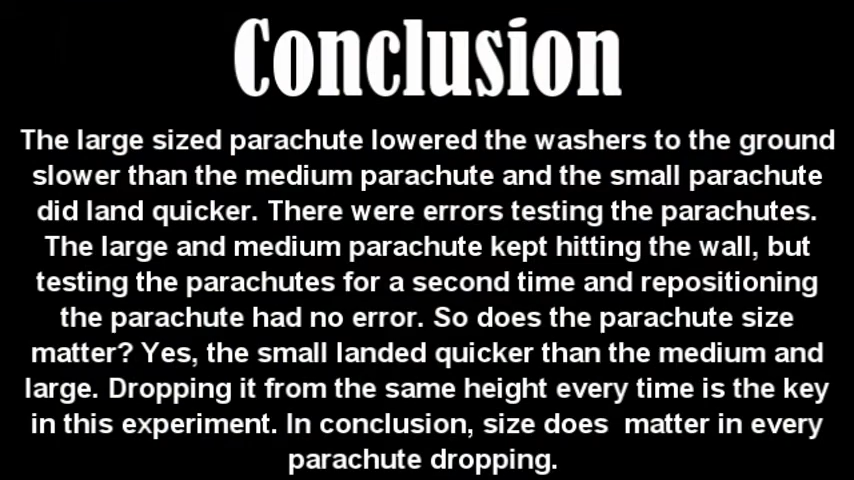 Conclusion
The large sized parachute lowered the washers to the ground
slower than the medium parachute and the small parachute
did land quicker. There were errors testing the parachutes.
The large and medium parachute kept hitting the wall, but
testing the parachutes for a second time and repositioning
the parachute had no error. So does the parachute size
matter? Yes, the small landed quicker than the medium and
large. Dropping it from the same height every time is the key
in this experiment. In conclusion, size does  matter in every
parachute dropping.